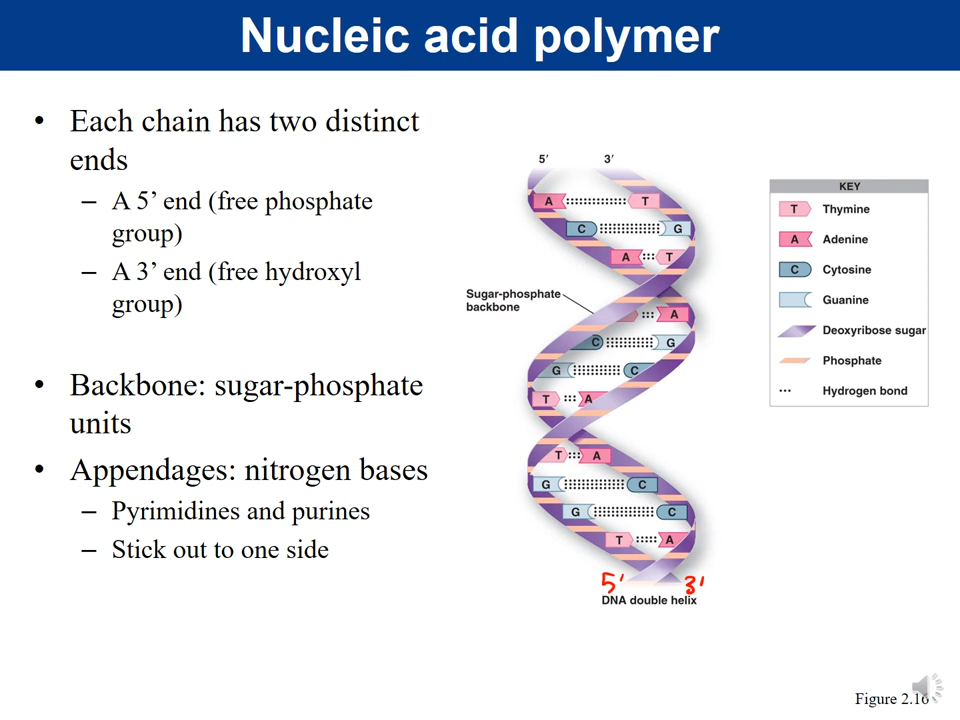 Nucleic acid polymer
• Each chain has two distinct
ends
– A 5’ end (free phosphate
group)
– A 3’ end (free hydroxyl
group)
• Backbone: sugar-phosphate
units
• Appendages: nitrogen bases
– Pyrimidines and purines
– Stick out to one side
5′ 3′
A T
C G
A T
Sugar-phosphate
backbone
A
C G
G C
T A
T A
G C
G C
T A
5' 3'
DNA double helix
KEY
T Thymine
A Adenine
C Cytosine
Guanine
Deoxyribose sugar
Phosphate
Hydrogen bond
Figure 2.16